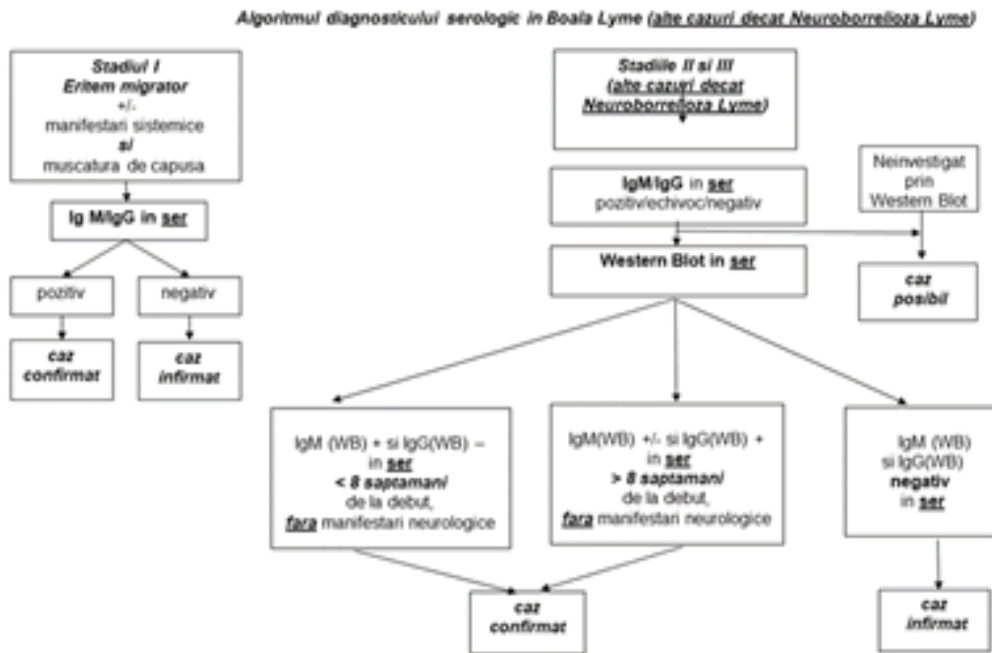 Algoritmul diagnosticului serologic in Boala Lyme (alte cazuri decat Neuroborrelioza Lyme)
Stadiul I
Eritem migrator
+/-
manifestari sistemice
si
muscatura de capusa
Ig M/IgG in ser
pozitiv
negativ
caz
confirmat
caz
infirmat
Stadiile II si III
(alte cazuri decat
Neuroborrelioza Lyme)
IgM/IgG in ser
pozitiv/echivoc/negativ
Neinvestigat
prin
Western Blot
Western Blot in ser
caz
posibil
IgM (WB) + si IgG(WB) –
in ser
< 8 saptamani
de la debut,
fara manifestari neurologice
IgM(WB) +/- si IgG(WB) +
in ser
> 8 saptamani
de la debut,
fara manifestari neurologice
IgM (WB)
si IgG(WB)
negativ
in ser
caz
confirmat
caz
infirmat